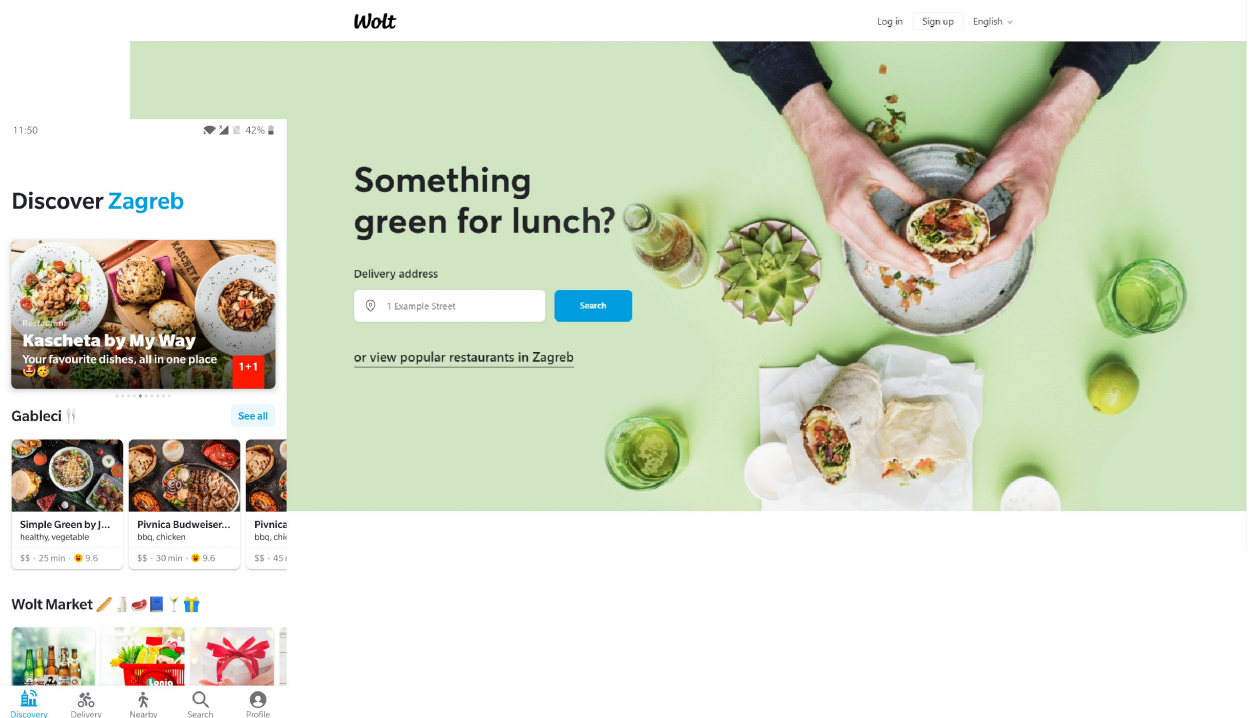 Wolt
Log in
Sign up
English
Something
green for lunch?
Delivery address
1 Example Street
Search
or view popular restaurants in Zagreb
11:50
42%
Discover Zagreb
KASCHETA
Restaurant
Kascheta by My Way
Your favourite dishes, all in one place
🤩🥰
1+1
Gableci 🍴
See all
Simple Green by J...
healthy, vegetable
$$ · 25 min · 9.6
Pivnica Budweiser...
bbq, chicken
$$ · 30 min · 9.6
Pivnica
bbq, chic
$$ · 45
Wolt Market 🥖🥛🥩📘🍸🎁
Discovery
Delivery
Nearby
Search
Profile